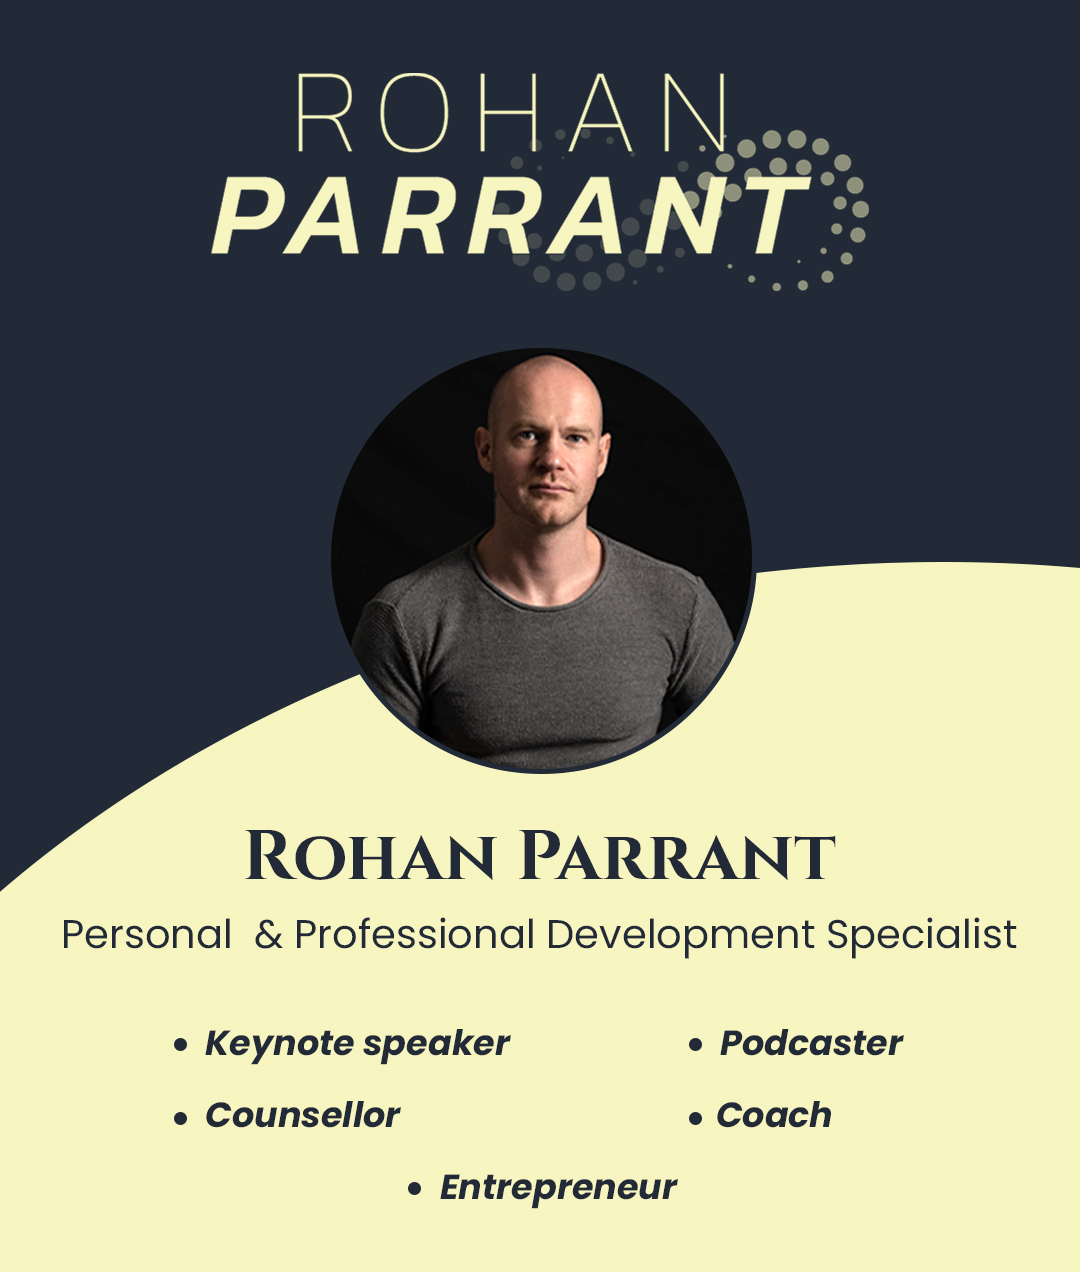 ROHAN
PARRANT
Rohan Parrant
Personal & Professional Development Specialist
• Keynote speaker
• Podcaster
• Counsellor
• Coach
• Entrepreneur